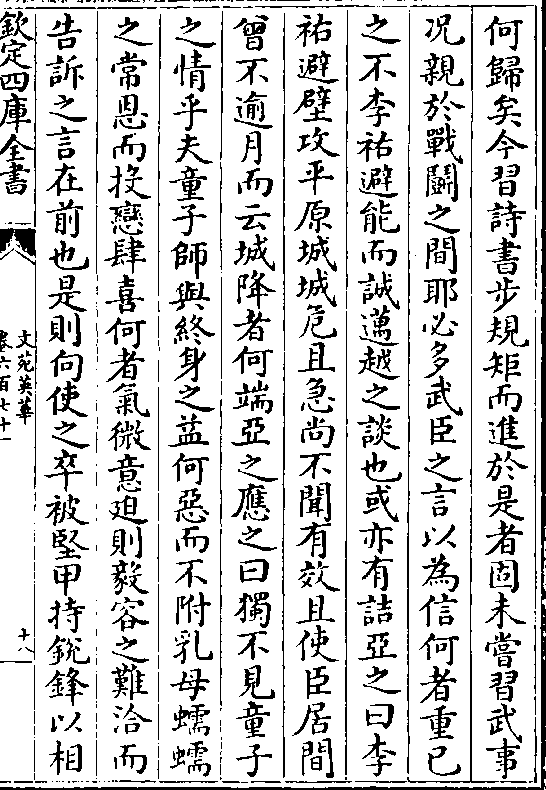 何歸矣今習詩書步規矩而進於是者固未嘗習武事
况親於戰鬭之間耶必多武臣之言以為信何者重已
之不李祐避能而誠邁越之談也或亦有詰亞之曰李
祐避壁攻平原城城危且急尚不聞有效且使臣居間
曾不逾月而云城降者何端亞之應之曰獨不見童子
之情乎夫童子師與終身之益何惡而不附乳母蠕蠕
之常恩而投戀肆喜何者氣微意迫則毅容之難洽而
告訴之言在前也是則向使之卒被堅甲持銳鋒以相
欽定四庫全書
文苑英華
卷六百七十一
十八